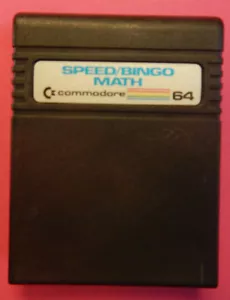 SPEED/BINGO
MATH
commodore 64